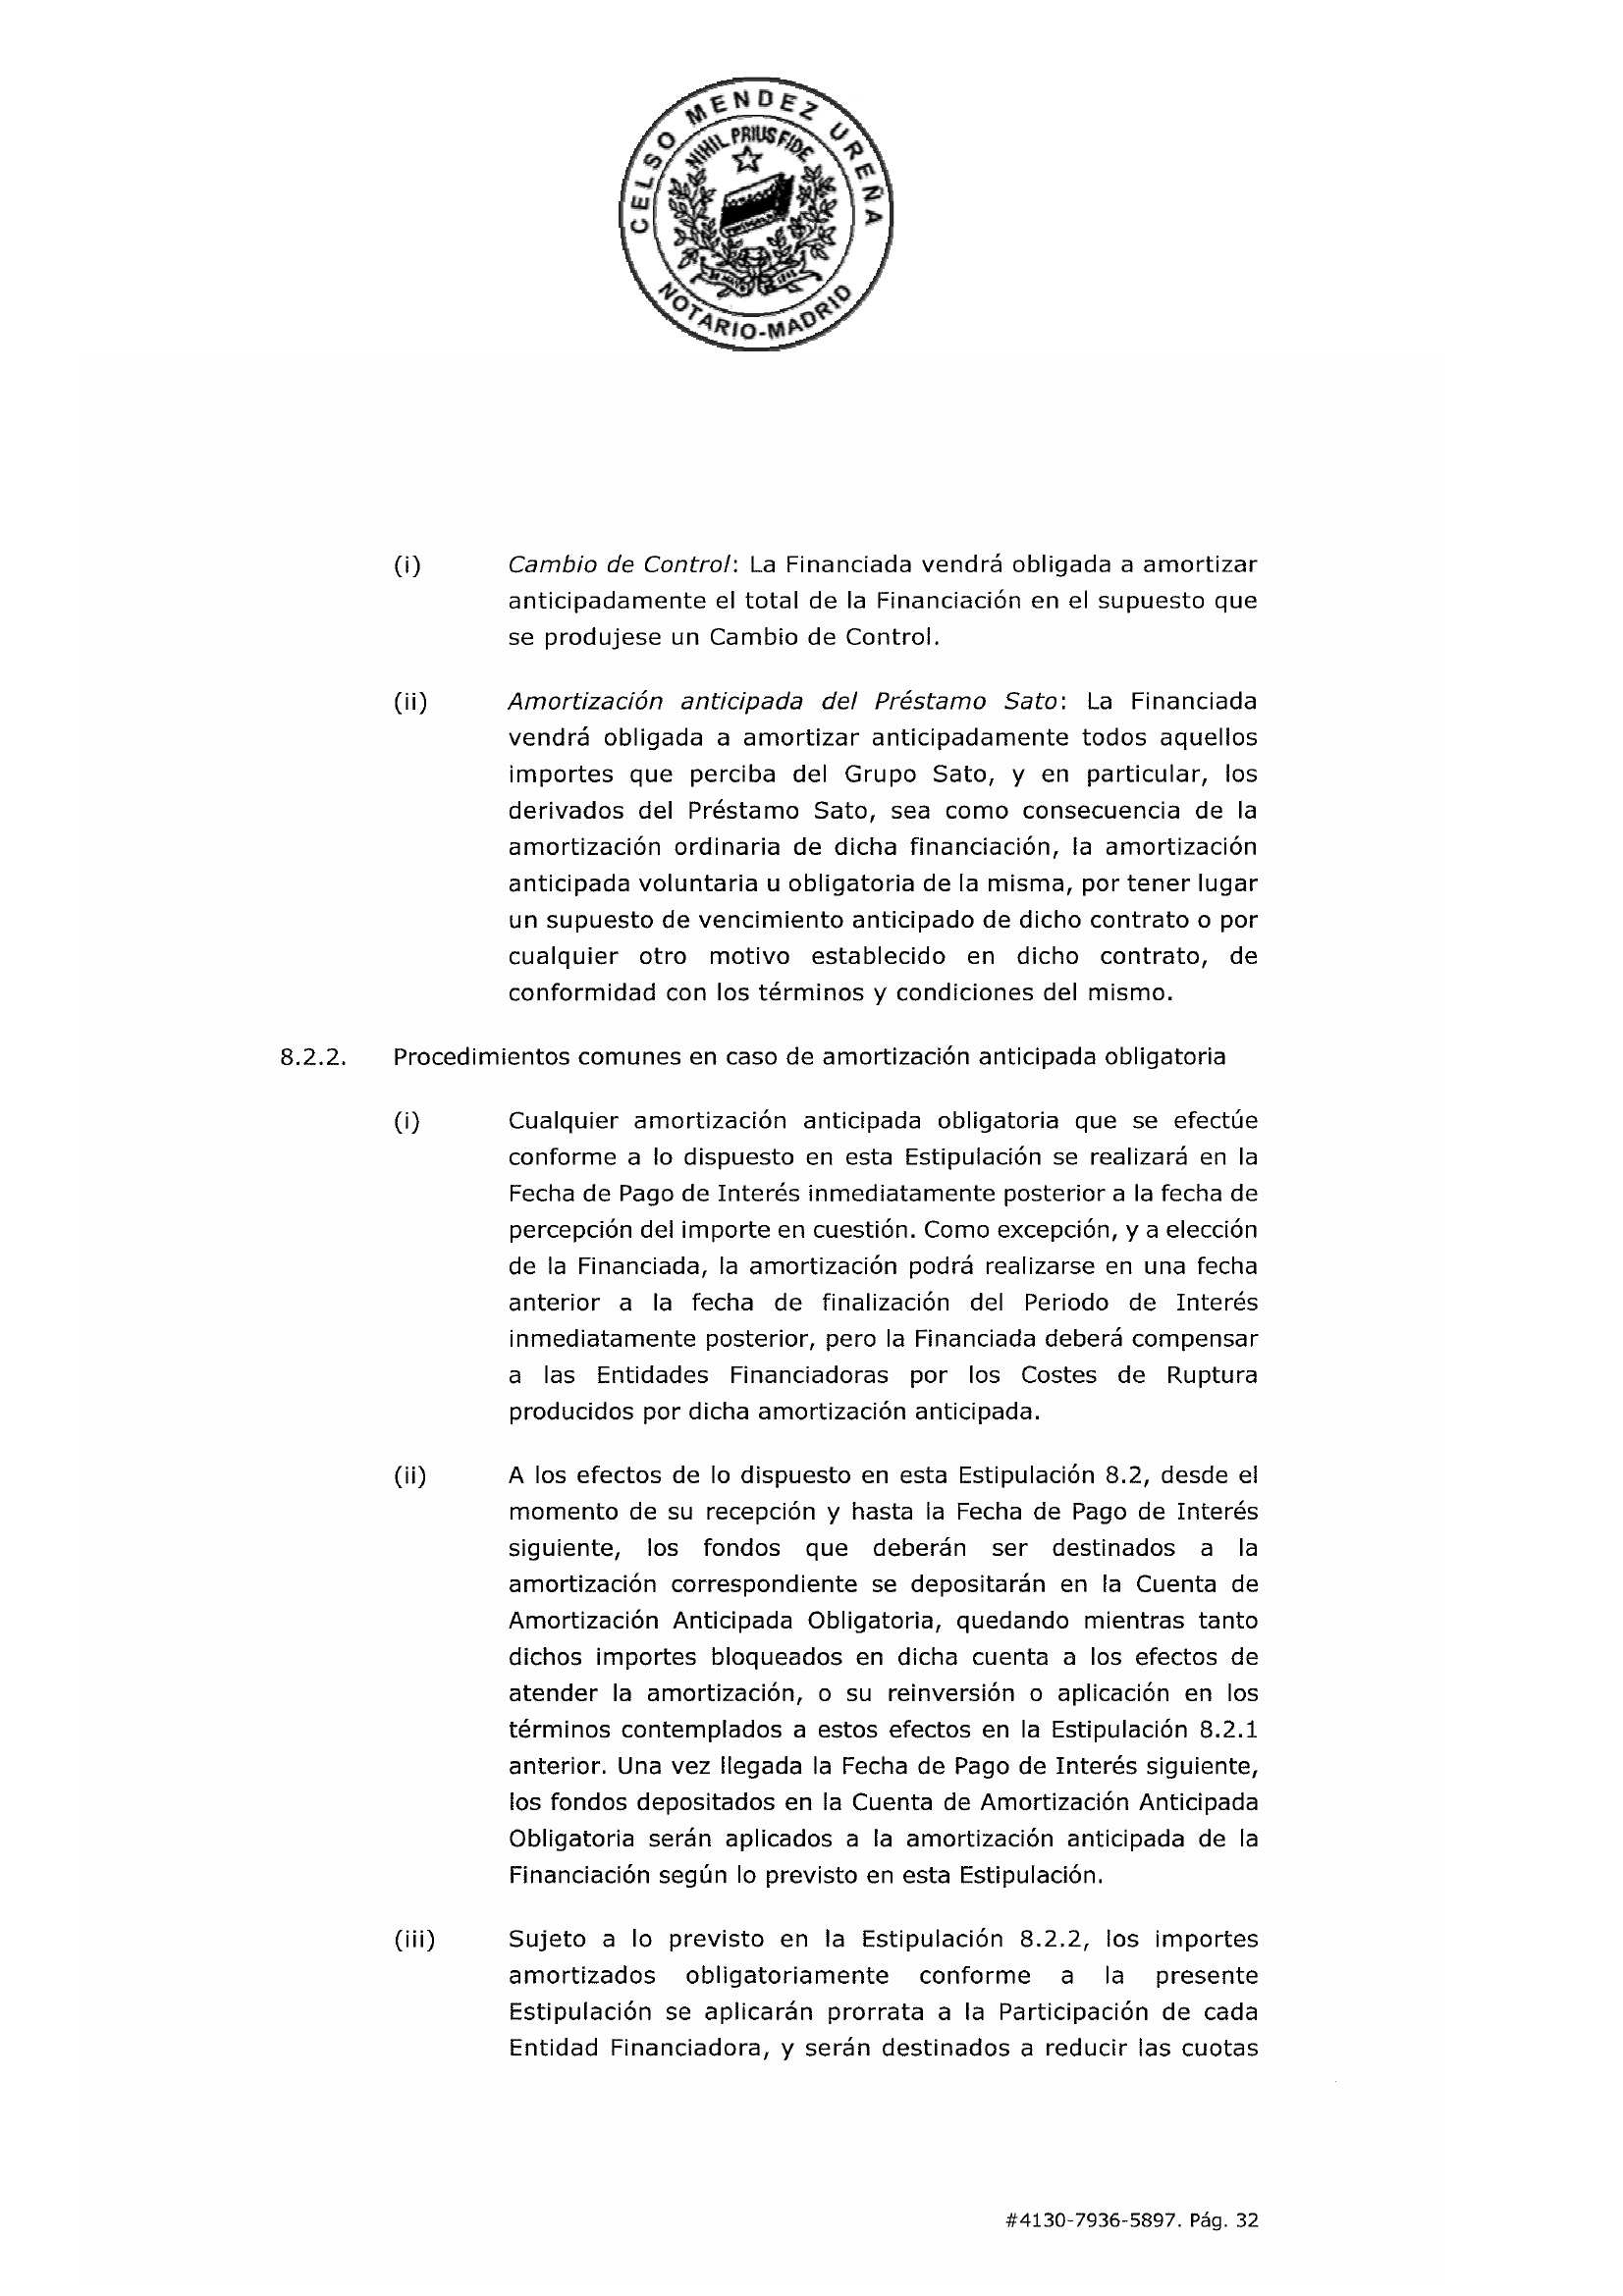 CELSO MENDEZ UREÑA
NIHIL PRIUS FIDE
NOTARIO-MADRID
(i) Cambio de Control: La Financiada vendrá obligada a amortizar
anticipadamente el total de la Financiación en el supuesto que
se produjese un Cambio de Control.
(ii) Amortización anticipada del Préstamo Sato: La Financiada
vendrá obligada a amortizar anticipadamente todos aquellos
importes que perciba del Grupo Sato, y en particular, los
derivados del Préstamo Sato, sea como consecuencia de la
amortización ordinaria de dicha financiación, la amortización
anticipada voluntaria u obligatoria de la misma, por tener lugar
un supuesto de vencimiento anticipado de dicho contrato o por
cualquier otro motivo establecido en dicho contrato, de
conformidad con los términos y condiciones del mismo.
8.2.2. Procedimientos comunes en caso de amortización anticipada obligatoria
(i) Cualquier amortización anticipada obligatoria que se efectúe
conforme a lo dispuesto en esta Estipulación se realizará en la
Fecha de Pago de Interés inmediatamente posterior a la fecha de
percepción del importe en cuestión. Como excepción, y a elección
de la Financiada, la amortización podrá realizarse en una fecha
anterior a la fecha de finalización del Periodo de Interés
inmediatamente posterior, pero la Financiada deberá compensar
a las Entidades Financiadoras por los Costes de Ruptura
producidos por dicha amortización anticipada.
(ii) A los efectos de lo dispuesto en esta Estipulación 8.2, desde el
momento de su recepción y hasta la Fecha de Pago de Interés
siguiente, los fondos que deberán ser destinados a la
amortización correspondiente se depositarán en la Cuenta de
Amortización Anticipada Obligatoria, quedando mientras tanto
dichos importes bloqueados en dicha cuenta a los efectos de
atender la amortización, o su reinversión o aplicación en los
términos contemplados a estos efectos en la Estipulación 8.2.1
anterior. Una vez llegada la Fecha de Pago de Interés siguiente,
los fondos depositados en la Cuenta de Amortización Anticipada
Obligatoria serán aplicados a la amortización anticipada de la
Financiación según lo previsto en esta Estipulación.
(iii) Sujeto a lo previsto en la Estipulación 8.2.2, los importes
amortizados obligatoriamente conforme a la presente
Estipulación se aplicarán prorrata a la Participación de cada
Entidad Financiadora, y serán destinados a reducir las cuotas
#4130-7936-5897. Pág. 32